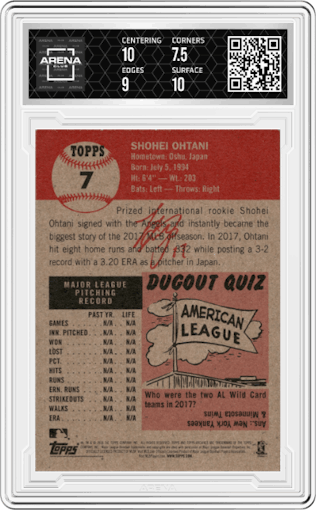 ARENA
CLUB
CENTERING CORNERS
10 7.5
EDGES SURFACE
9 10
TOPPS
7
SHOHEI OHTANI
Hometown: Oshu, Japan
Born: July 5, 1994
Ht: 6'4" — Wt: 203
Bats: Left — Throws: Right
Prized international rookie Shohei
Ohtani signed with the Angels and instantly became the
biggest story of the 2017 MLB offseason. In 2017, Ohtani
hit eight home runs and batted .332 while posting a 3-2
record with a 3.20 ERA as a pitcher in Japan.
MAJOR LEAGUE
PITCHING
RECORD
PAST YR. LIFE
GAMES N/A N/A
INN. PITCHED N/A N/A
WON N/A N/A
LOST N/A N/A
PCT. N/A N/A
HITS N/A N/A
RUNS N/A N/A
ERN. RUNS N/A N/A
STRIKEOUTS N/A N/A
WALKS N/A N/A
ERA N/A N/A
DUGOUT QUIZ
AMERICAN
LEAGUE
Who were the two AL Wild Card
teams in 2017?
Ans. New York Yankees
& Minnesota Twins
Topps
ARENA